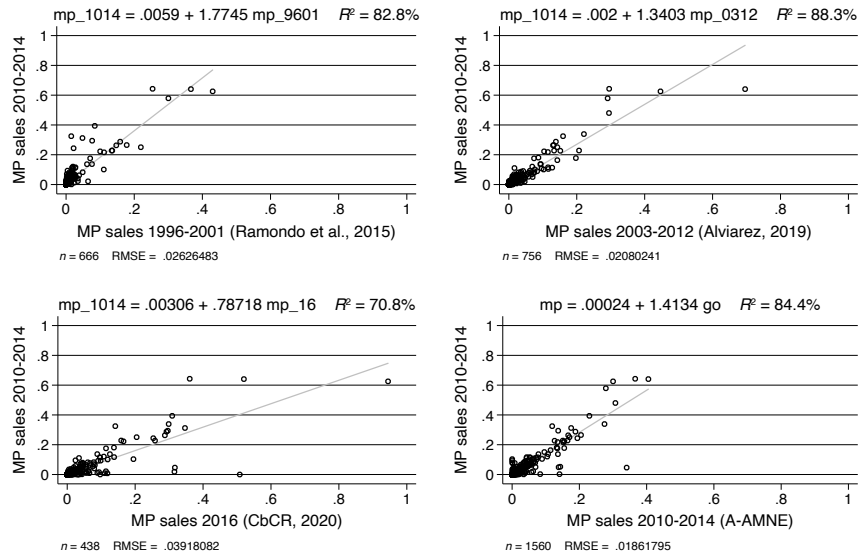 mp_1014 = .0059 + 1.7745 mp_9601 R² = 82.8%
MP sales 2010-2014
1
.8
.6
.4
.2
0
0 .2 .4 .6 .8 1
MP sales 1996-2001 (Ramondo et al., 2015)
n = 666 RMSE = .02626483
mp_1014 = .002 + 1.3403 mp_0312 R² = 88.3%
MP sales 2010-2014
1
.8
.6
.4
.2
0
0 .2 .4 .6 .8 1
MP sales 2003-2012 (Alviarez, 2019)
n = 756 RMSE = .02080241
mp_1014 = .00306 + .78718 mp_16 R² = 70.8%
MP sales 2010-2014
1
.8
.6
.4
.2
0
0 .2 .4 .6 .8 1
MP sales 2016 (CbCR, 2020)
n = 438 RMSE = .03918082
mp = .00024 + 1.4134 go R² = 84.4%
MP sales 2010-2014
1
.8
.6
.4
.2
0
0 .2 .4 .6 .8 1
MP sales 2010-2014 (A-AMNE)
n = 1560 RMSE = .01861795